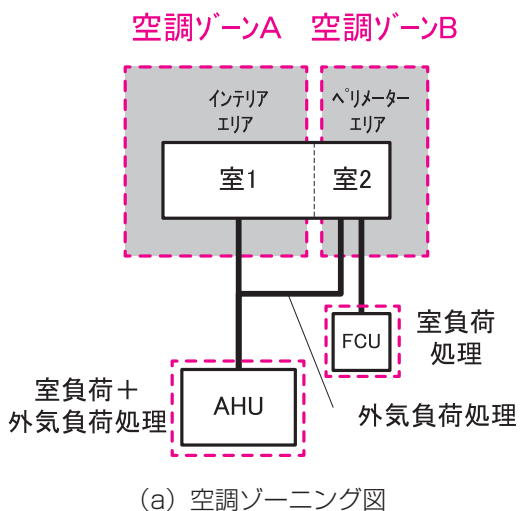 空調ゾーンA 空調ゾーンB
インテリア
エリア
ペリメーター
エリア
室1 室2
FCU
室負荷
処理
AHU
室負荷＋
外気負荷処理
外気負荷処理
（a）空調ゾーニング図